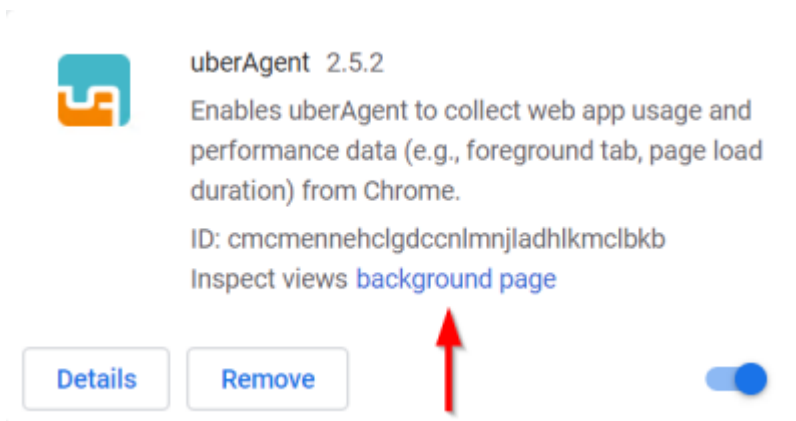 uberAgent 2.5.2
Enables uberAgent to collect web app usage and
performance data (e.g., foreground tab, page load
duration) from Chrome.
ID: cmcmennehclgdccnlmnjladhlkmclbkb
Inspect views background page
Details Remove